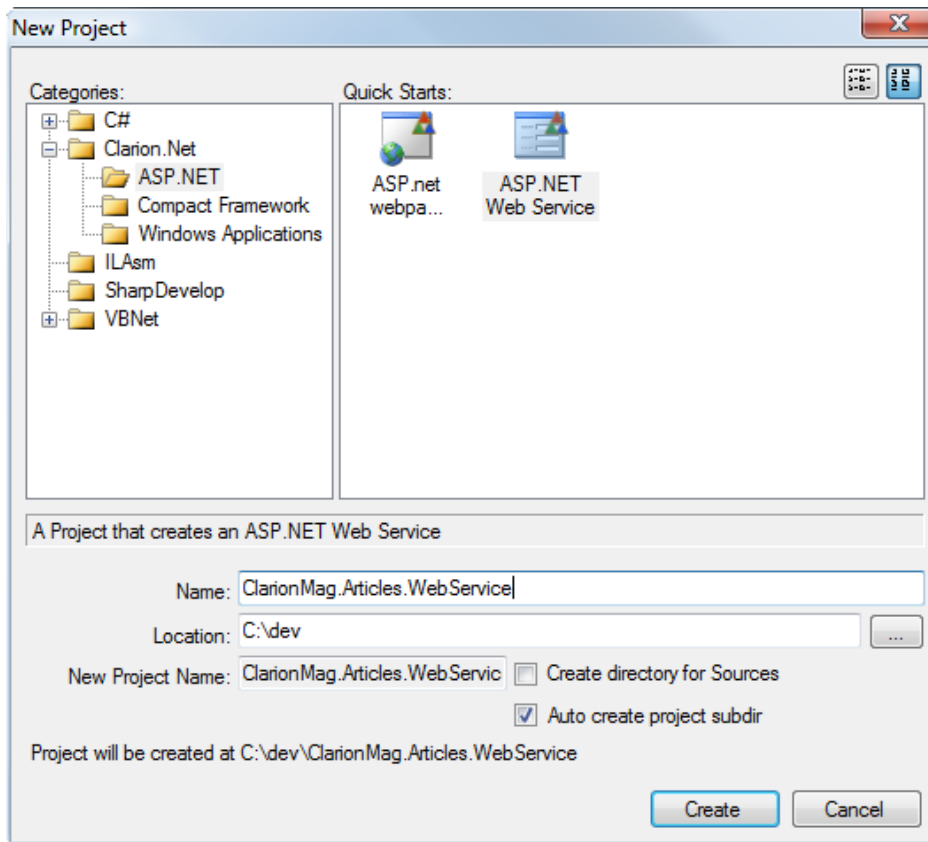 New Project
Categories:
Quick Starts:
C#
Clarion.Net
ASP.NET
Compact Framework
Windows Applications
ILAsm
SharpDevelop
VBNet
ASP.net
webpa...
ASP.NET
Web Service
A Project that creates an ASP.NET Web Service
Name: ClarionMag.Articles.WebService
Location: C:\dev
...
New Project Name: ClarionMag.Articles.WebServic
Create directory for Sources
Auto create project subdir
Project will be created at C:\dev\ClarionMag.Articles.WebService
Create
Cancel